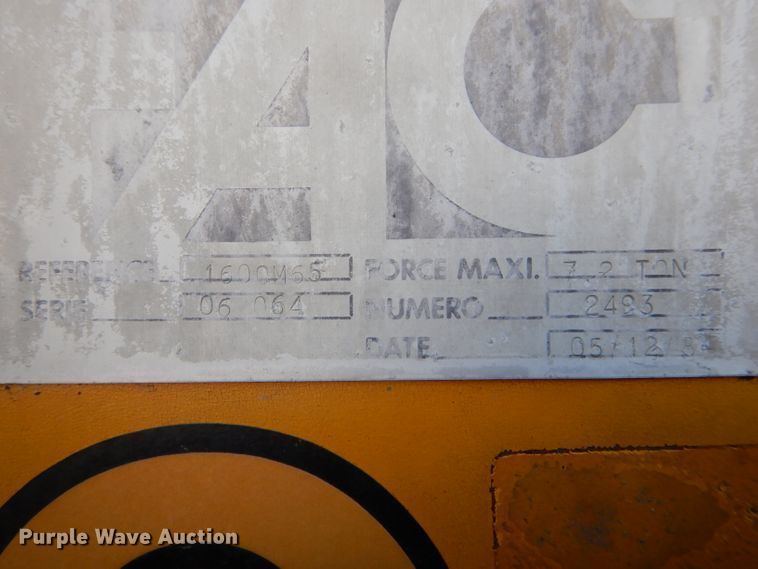 AC
REFERENCE 1600M65 FORCE MAXI. 7.2 TON
SERIE 06 064 NUMERO 2493
DATE. 05/12/8
Purple Wave Auction